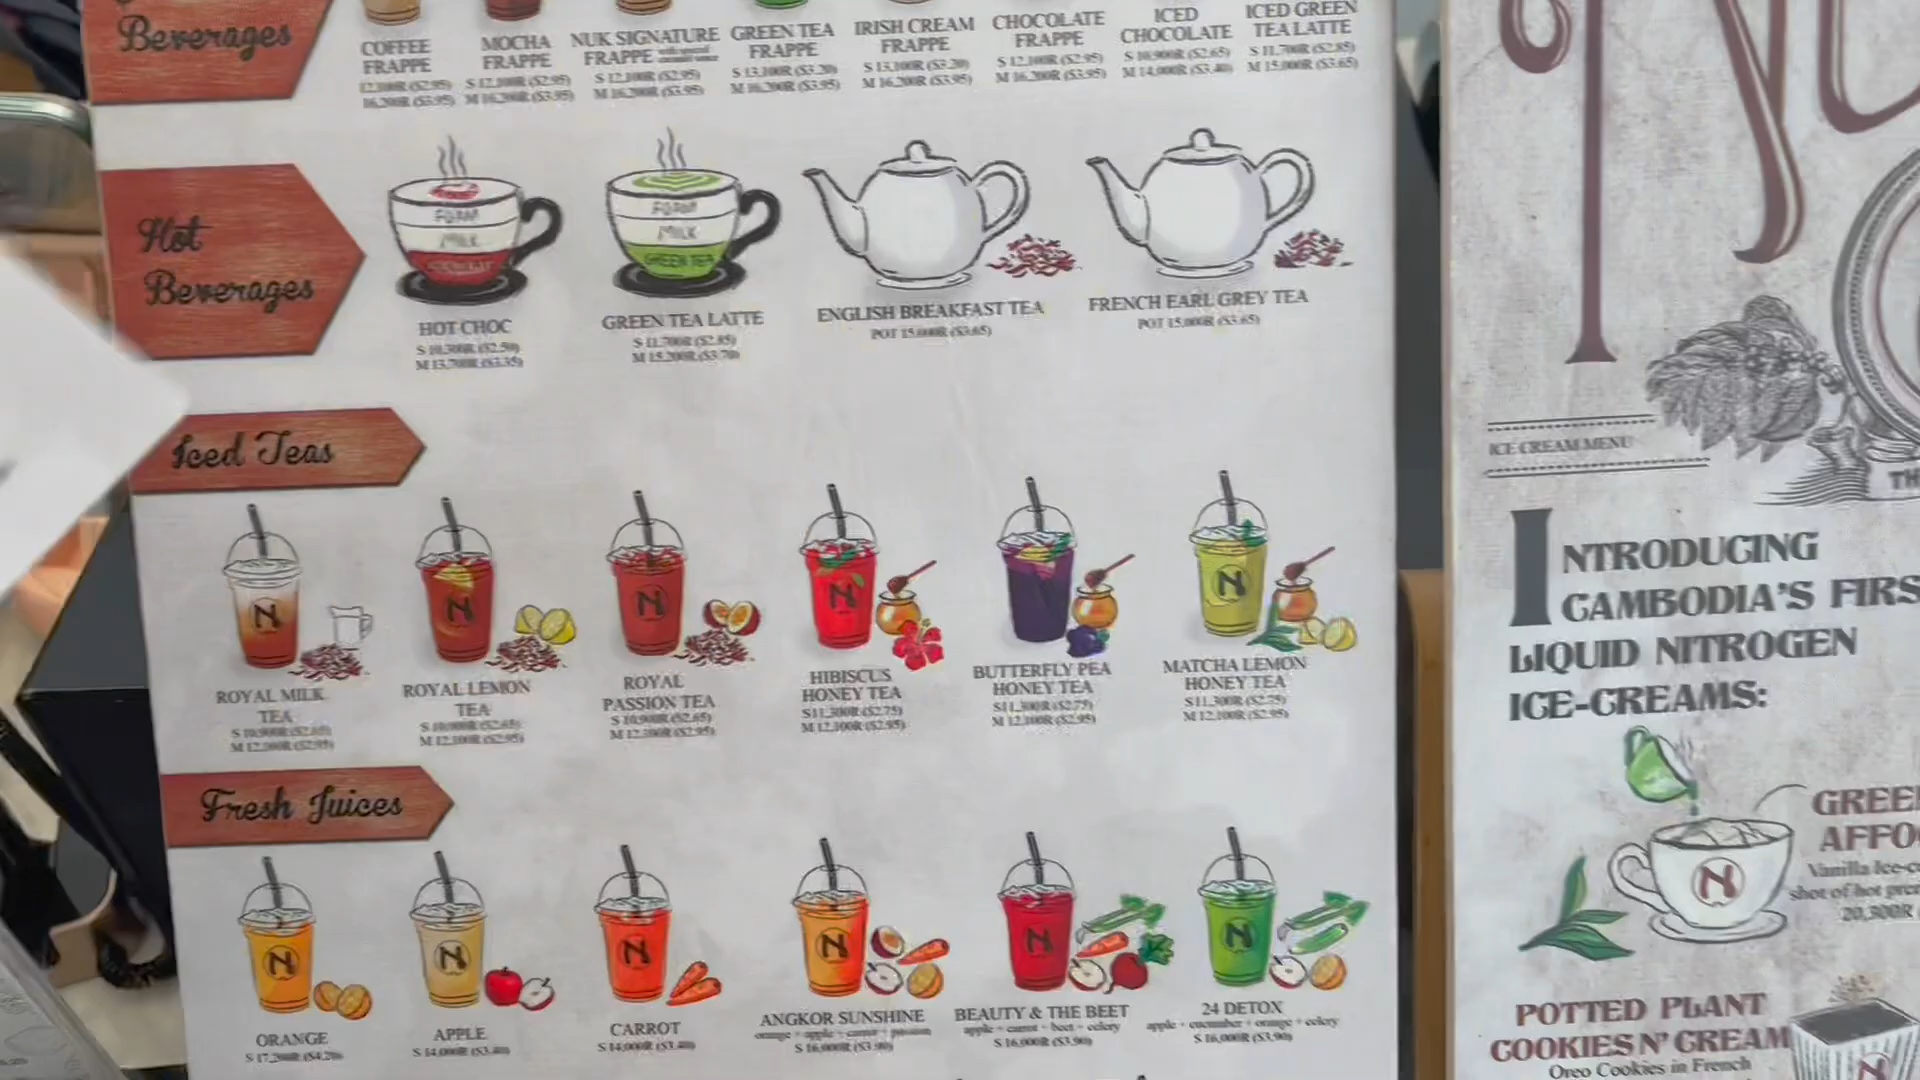 Beverages
COFFEE
FRAPPE
12,100R ($2.95)
16,200R ($3.95)
MOCHA
FRAPPE
S 12,100R ($2.95)
M 16,200R ($3.95)
NUK SIGNATURE
FRAPPE
S 12,100R ($2.95)
M 16,200R ($3.95)
GREEN TEA
FRAPPE
S 13,100R ($3.20)
M 16,200R ($3.95)
IRISH CREAM
FRAPPE
S 13,100R ($3.20)
M 16,200R ($3.95)
CHOCOLATE
FRAPPE
S 12,100R ($2.95)
M 16,200R ($3.95)
ICED
CHOCOLATE
S 10,900R ($2.65)
M 14,000R ($3.40)
ICED GREEN
TEA LATTE
S 11,700R ($2.85)
M 15,000R ($3.65)
Hot
Beverages
FOAM
MILK
FOAM
MILK
GREEN TEA
HOT CHOC
S 10,300R ($2.50)
M 13,700R ($3.35)
GREEN TEA LATTE
S 11,700R ($2.85)
M 15,200R ($3.70)
ENGLISH BREAKFAST TEA
POT 15,000R ($3.65)
FRENCH EARL GREY TEA
POT 15,000R ($3.65)
Iced Teas
ROYAL MILK
TEA
S 10,900R ($2.65)
M 12,100R ($2.95)
ROYAL LEMON
TEA
S 10,900R ($2.65)
M 12,100R ($2.95)
ROYAL
PASSION TEA
S 10,900R ($2.65)
M 12,100R ($2.95)
HIBISCUS
HONEY TEA
S11,300R ($2.75)
M 12,100R ($2.95)
BUTTERFLY PEA
HONEY TEA
S11,300R ($2.75)
M 12,100R ($2.95)
MATCHA LEMON
HONEY TEA
S11,300R ($2.75)
M 12,100R ($2.95)
Fresh Juices
ORANGE
S 17,200R ($4.20)
APPLE
S 14,000R ($3.40)
CARROT
S 14,000R ($3.40)
ANGKOR SUNSHINE
orange + apple + carrot + passion
S 16,000R ($3.90)
BEAUTY & THE BEET
apple + carrot + beet + celery
S 16,000R ($3.90)
24 DETOX
apple + cucumber + orange + celery
S 16,000R ($3.90)
ICE CREAM MENU
TH
INTRODUCING
CAMBODIA'S FIRS
LIQUID NITROGEN
ICE-CREAMS:
GREE
AFFO
Vanilla Ice-c
shot of hot
20,300R
POTTED PLANT
COOKIES N' CREAM
Oreo Cookies in French